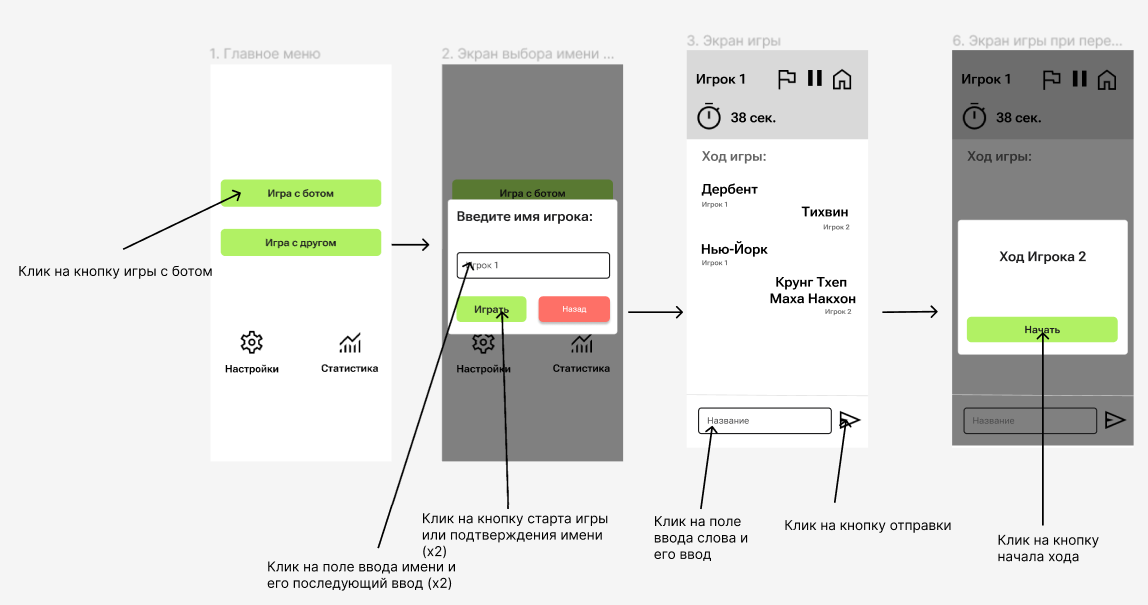 1. Главное меню
Игра с ботом
Игра с другом
Настройки
Статистика
Клик на кнопку игры с ботом
2. Экран выбора имени ...
Игра с ботом
Введите имя игрока:
Игрок 1
Играть
Назад
Настройки
Статистика
Клик на кнопку старта игры
или подтверждения имени
(x2)
Клик на поле ввода имени и
его последующий ввод (x2)
3. Экран игры
Игрок 1
38 сек.
Ход игры:
Дербент
Игрок 1
Тихвин
Игрок 2
Нью-Йорк
Игрок 1
Крунг Тхеп
Маха Накхон
Игрок 2
Название
Клик на поле
ввода слова и
его ввод
Клик на кнопку отправки
6. Экран игры при пере...
Игрок 1
38 сек.
Ход игры:
Ход Игрока 2
Начать
Название
Клик на кнопку
начала хода